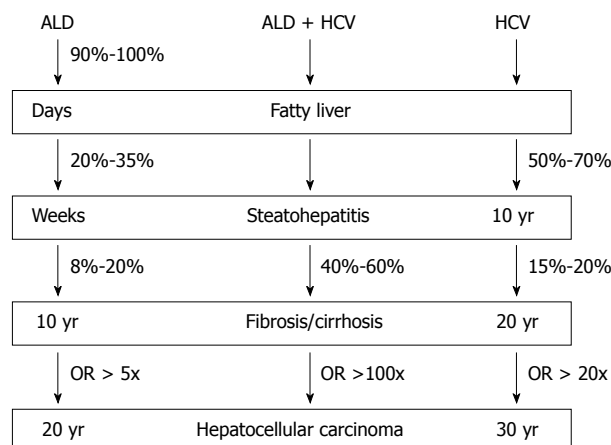 ALD ALD + HCV HCV
90%-100%
Days Fatty liver
20%-35% 50%-70%
Weeks Steatohepatitis 10 yr
8%-20% 40%-60% 15%-20%
10 yr Fibrosis/cirrhosis 20 yr
OR > 5x OR >100x OR > 20x
20 yr Hepatocellular carcinoma 30 yr